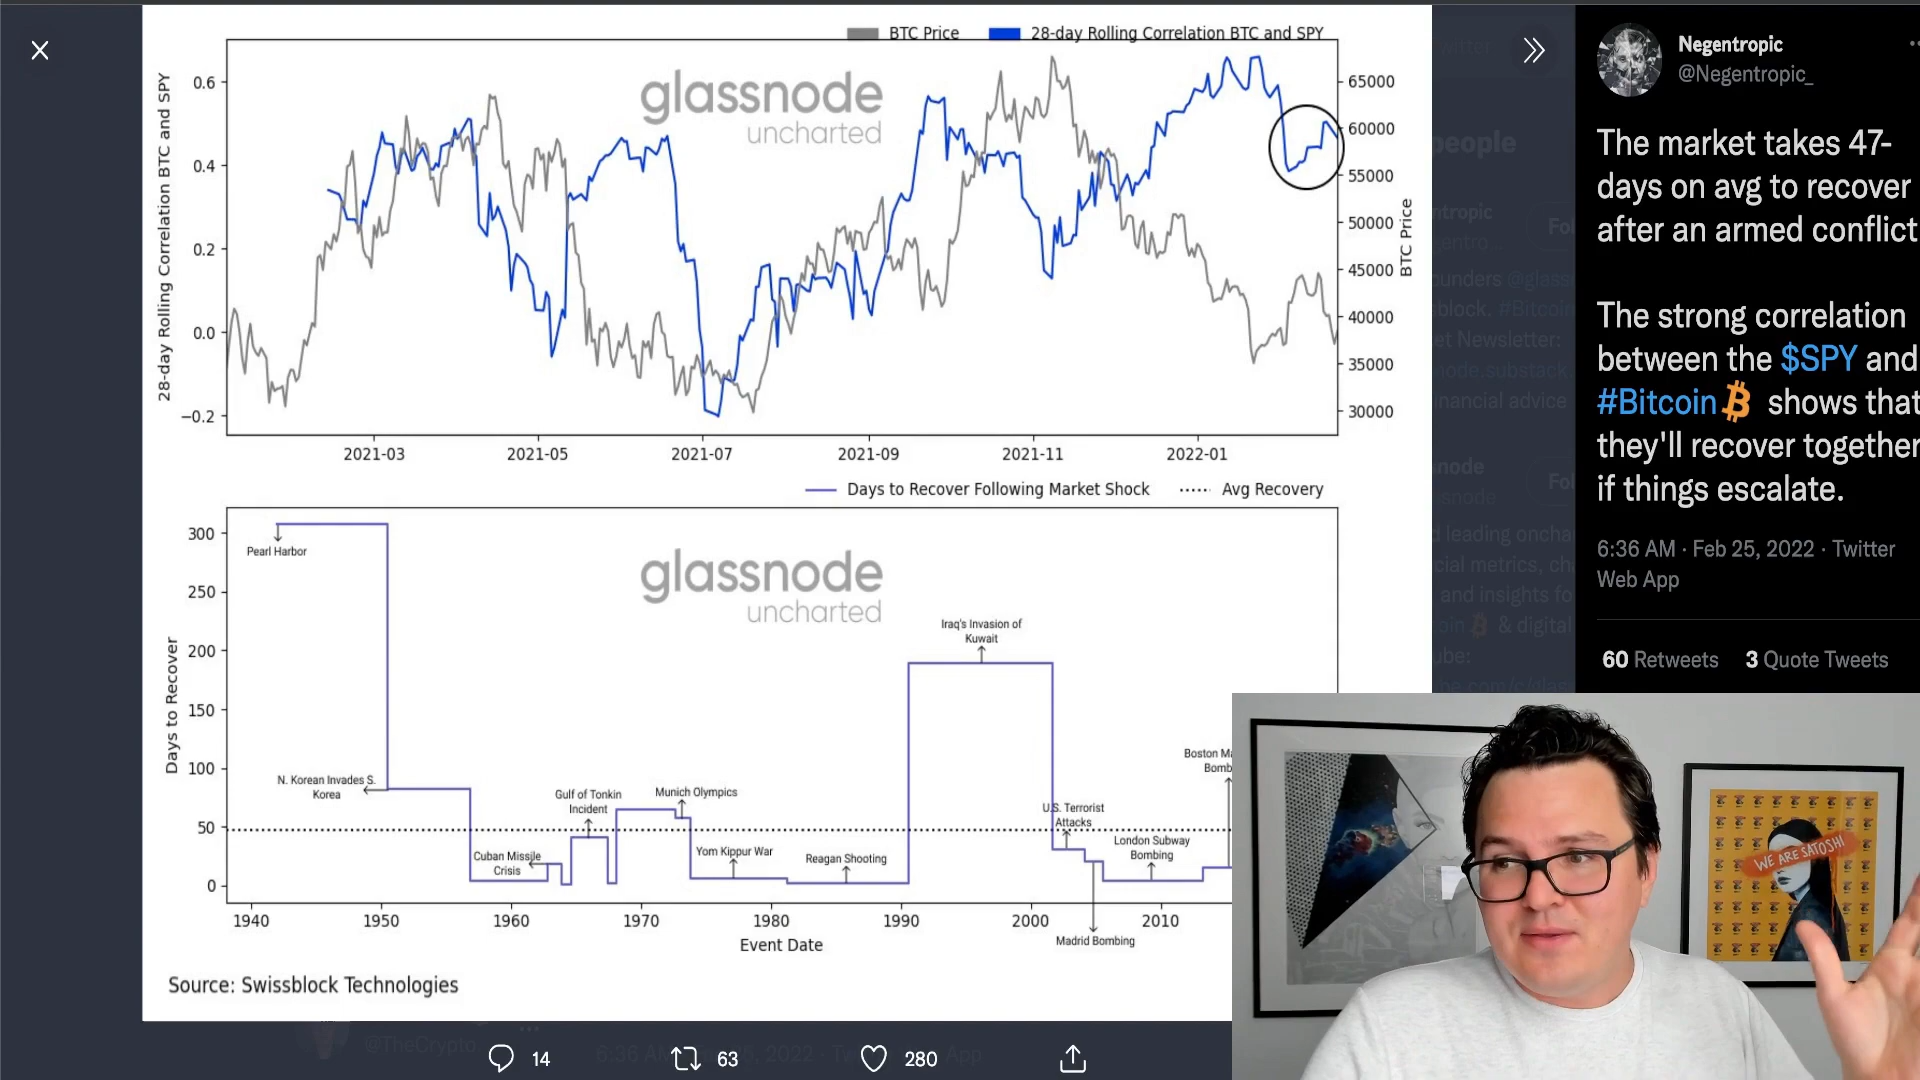 BTC Price
28-day Rolling Correlation BTC and SPY
glassnode
uncharted
28-day Rolling Correlation BTC and SPY
0.6
0.4
0.2
0.0
−0.2
65000
60000
55000
50000
45000
40000
35000
30000
BTC Price
2021-03
2021-05
2021-07
2021-09
2021-11
2022-01
Days to Recover Following Market Shock
Avg Recovery
glassnode
uncharted
Days to Recover
300
250
200
150
100
50
0
Pearl Harbor
N. Korean Invades S.
Korea
Cuban Missile
Crisis
Gulf of Tonkin
Incident
Munich Olympics
Yom Kippur War
Reagan Shooting
Iraq's Invasion of
Kuwait
U.S. Terrorist
Attacks
Madrid Bombing
London Subway
Bombing
Boston Ma
Bomb
1940
1950
1960
1970
1980
1990
2000
2010
Event Date
Source: Swissblock Technologies
14
63
280
@TheCrypto
people
Negentropic
@Negentropic_
The market takes 47-
days on avg to recover
after an armed conflict
The strong correlation
between the $SPY and
#Bitcoin shows that
they'll recover together
if things escalate.
6:36 AM · Feb 25, 2022 · Twitter
Web App
60 Retweets
3 Quote Tweets
WE ARE SATOSHI